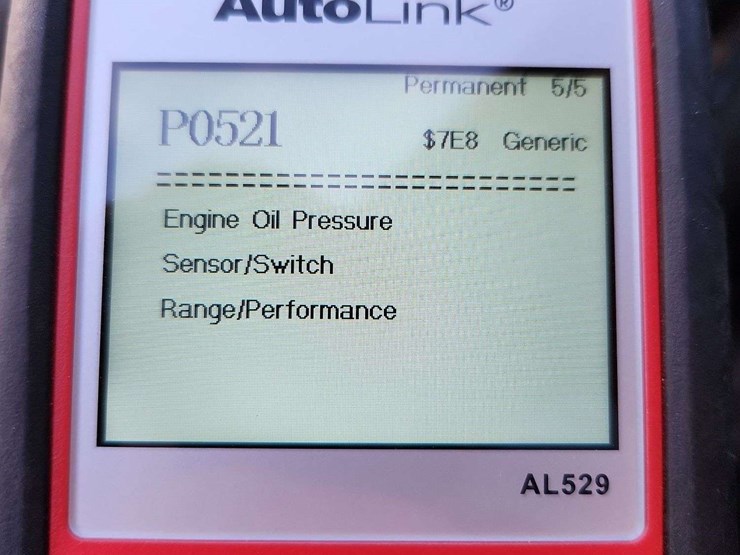 AutoLink®
Permanent 5/5
P0521 $7E8 Generic
==========================
Engine Oil Pressure
Sensor/Switch
Range/Performance
AL529